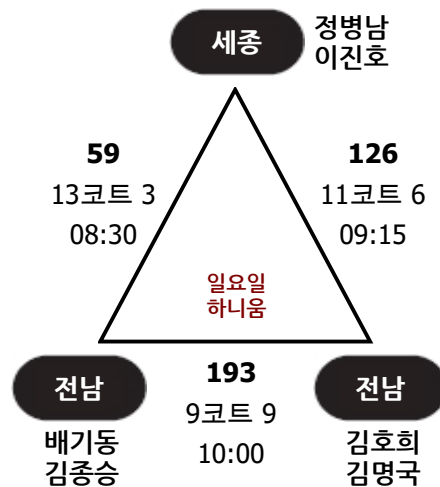 세종
정병남
이진호
59
13코트 3
08:30
126
11코트 6
09:15
일요일
하니움
전남
배기동
김종승
193
9코트 9
10:00
전남
김호희
김명국